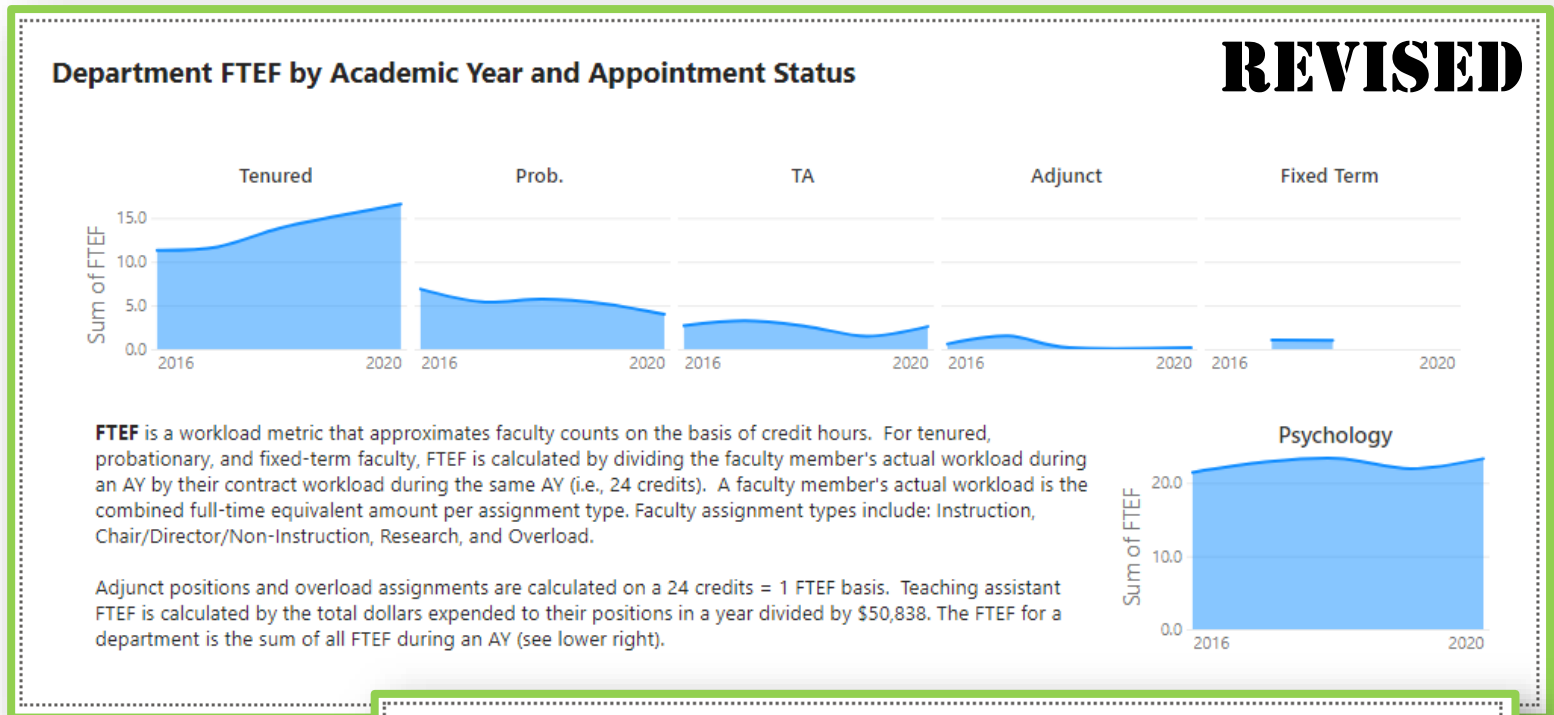 REVISED
Department FTEF by Academic Year and Appointment Status
Tenured Prob. TA Adjunct Fixed Term
Sum of FTEF
15.0
10.0
5.0
0.0
2016 2020 2016 2020 2016 2020 2016 2020 2016 2020
FTEF is a workload metric that approximates faculty counts on the basis of credit hours. For tenured,
probationary, and fixed-term faculty, FTEF is calculated by dividing the faculty member's actual workload during
an AY by their contract workload during the same AY (i.e., 24 credits). A faculty member's actual workload is the
combined full-time equivalent amount per assignment type. Faculty assignment types include: Instruction,
Chair/Director/Non-Instruction, Research, and Overload.
Adjunct positions and overload assignments are calculated on a 24 credits = 1 FTEF basis. Teaching assistant
FTEF is calculated by the total dollars expended to their positions in a year divided by $50,838. The FTEF for a
department is the sum of all FTEF during an AY (see lower right).
Psychology
Sum of FTEF
20.0
10.0
0.0
2016 2020